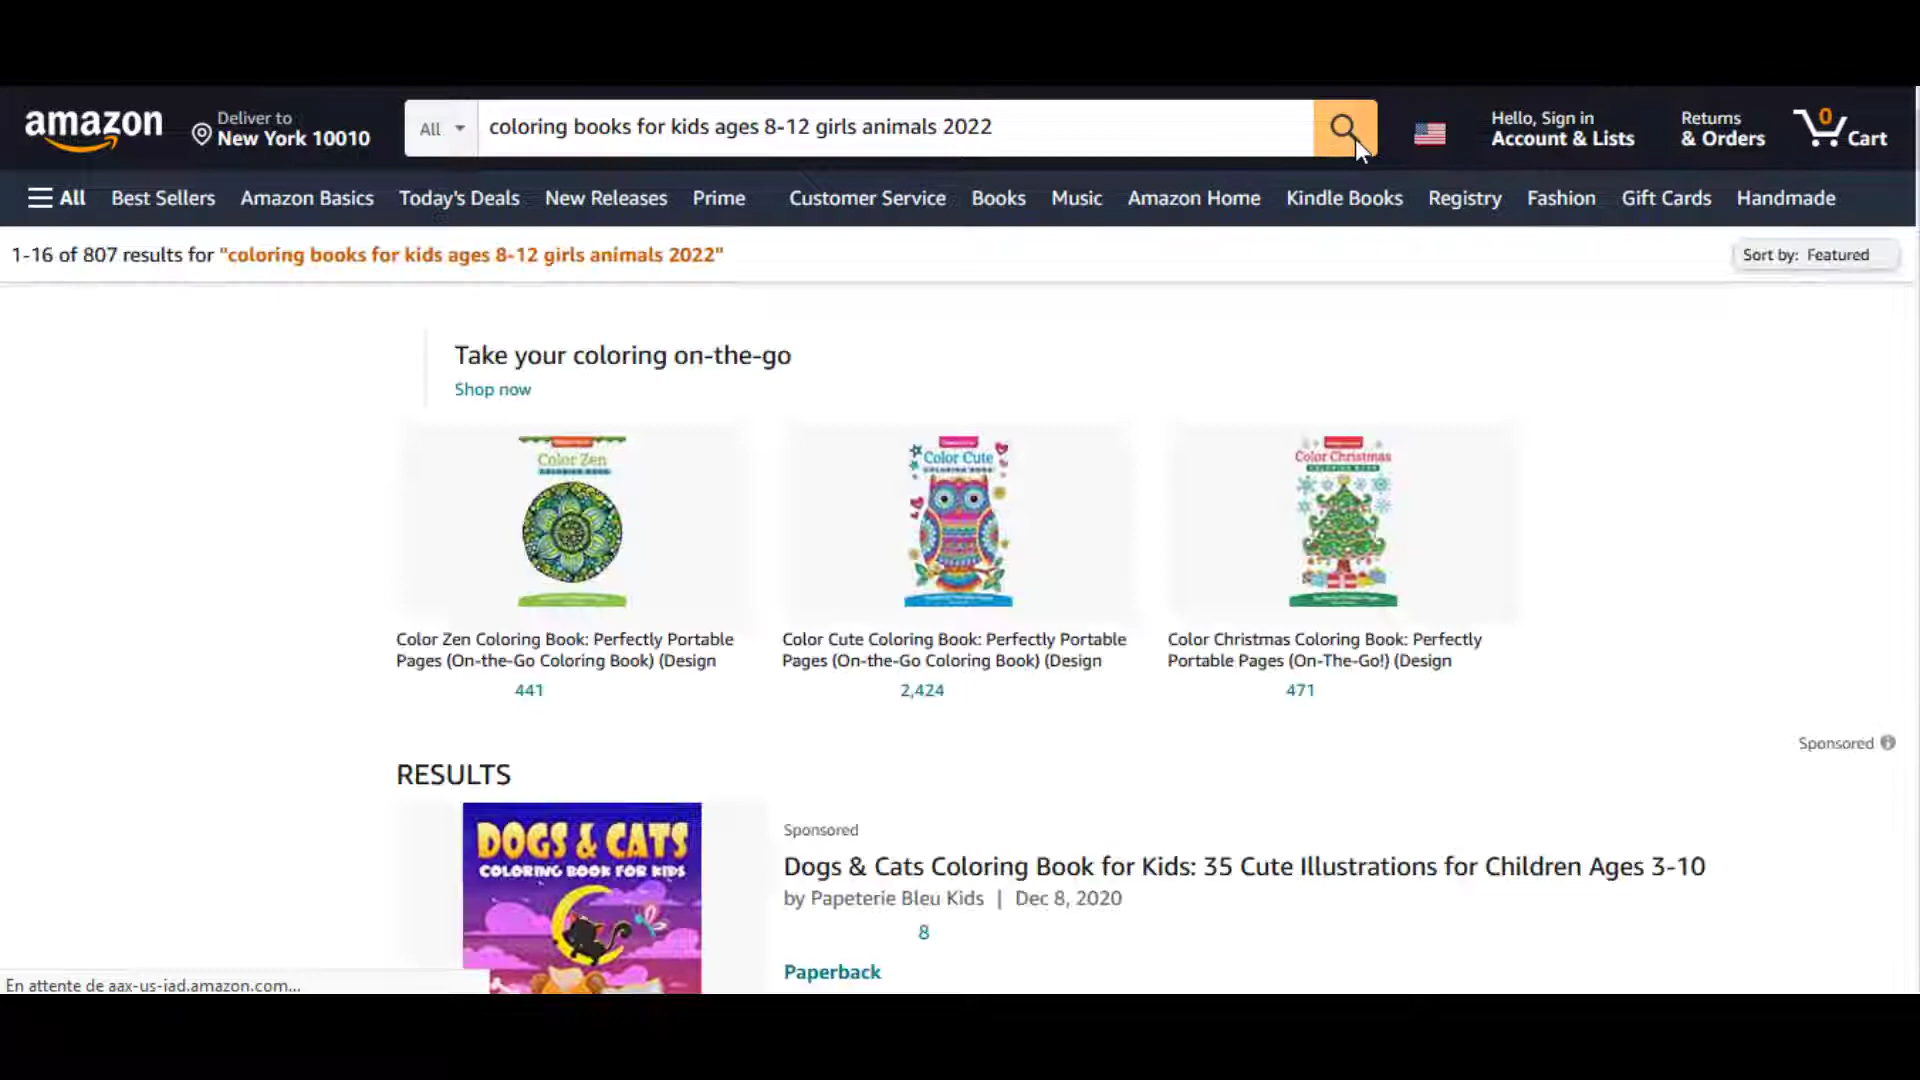 amazon
Deliver to
New York 10010
All
coloring books for kids ages 8-12 girls animals 2022
Hello, Sign in
Account & Lists
Returns
& Orders
0
Cart
All Best Sellers Amazon Basics Today's Deals New Releases Prime Customer Service Books Music Amazon Home Kindle Books Registry Fashion Gift Cards Handmade
1-16 of 807 results for "coloring books for kids ages 8-12 girls animals 2022"
Sort by: Featured
Take your coloring on-the-go
Shop now
Color Zen
COLORING BOOK
Color Cute
COLORING BOOK
Color Christmas
COLORING BOOK
Color Zen Coloring Book: Perfectly Portable
Pages (On-the-Go Coloring Book) (Design
441
Color Cute Coloring Book: Perfectly Portable
Pages (On-the-Go Coloring Book) (Design
2,424
Color Christmas Coloring Book: Perfectly
Portable Pages (On-The-Go!) (Design
471
Sponsored
RESULTS
DOGS & CATS
COLORING BOOK FOR KIDS
Sponsored
Dogs & Cats Coloring Book for Kids: 35 Cute Illustrations for Children Ages 3-10
by Papeterie Bleu Kids | Dec 8, 2020
8
Paperback
En attente de aax-us-iad.amazon.com...